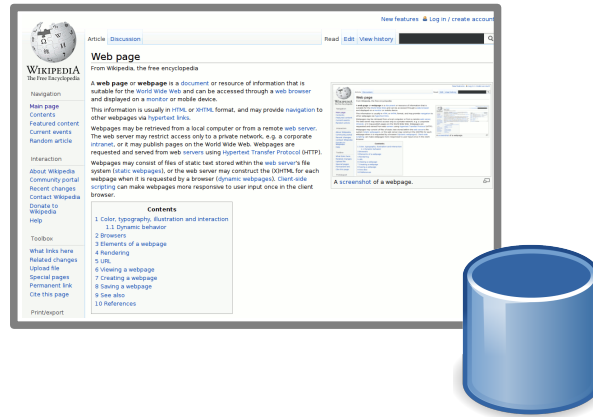 New features Log in / create account
WIKIPEDIA
The Free Encyclopedia
Navigation
Main page
Contents
Featured content
Current events
Random article
Interaction
About Wikipedia
Community portal
Recent changes
Contact Wikipedia
Donate to
Wikipedia
Help
Toolbox
What links here
Related changes
Upload file
Special pages
Permanent link
Cite this page
Print/export
Article Discussion
Read Edit View history
Web page
From Wikipedia, the free encyclopedia
A web page or webpage is a document or resource of information that is
suitable for the World Wide Web and can be accessed through a web browser
and displayed on a monitor or mobile device.
This information is usually in HTML or XHTML format, and may provide navigation to
other webpages via hypertext links.
Webpages may be retrieved from a local computer or from a remote web server.
The web server may restrict access only to a private network, e.g. a corporate
intranet, or it may publish pages on the World Wide Web. Webpages are
requested and served from web servers using Hypertext Transfer Protocol (HTTP).
Webpages may consist of files of static text stored within the web server's file
system (static webpages), or the web server may construct the (X)HTML for each
webpage when it is requested by a browser (dynamic webpages). Client-side
scripting can make webpages more responsive to user input once in the client
browser.
A screenshot of a webpage.
Contents
1 Color, typography, illustration and interaction
1.1 Dynamic behavior
2 Browsers
3 Elements of a webpage
4 Rendering
5 URL
6 Viewing a webpage
7 Creating a webpage
8 Saving a webpage
9 See also
10 References